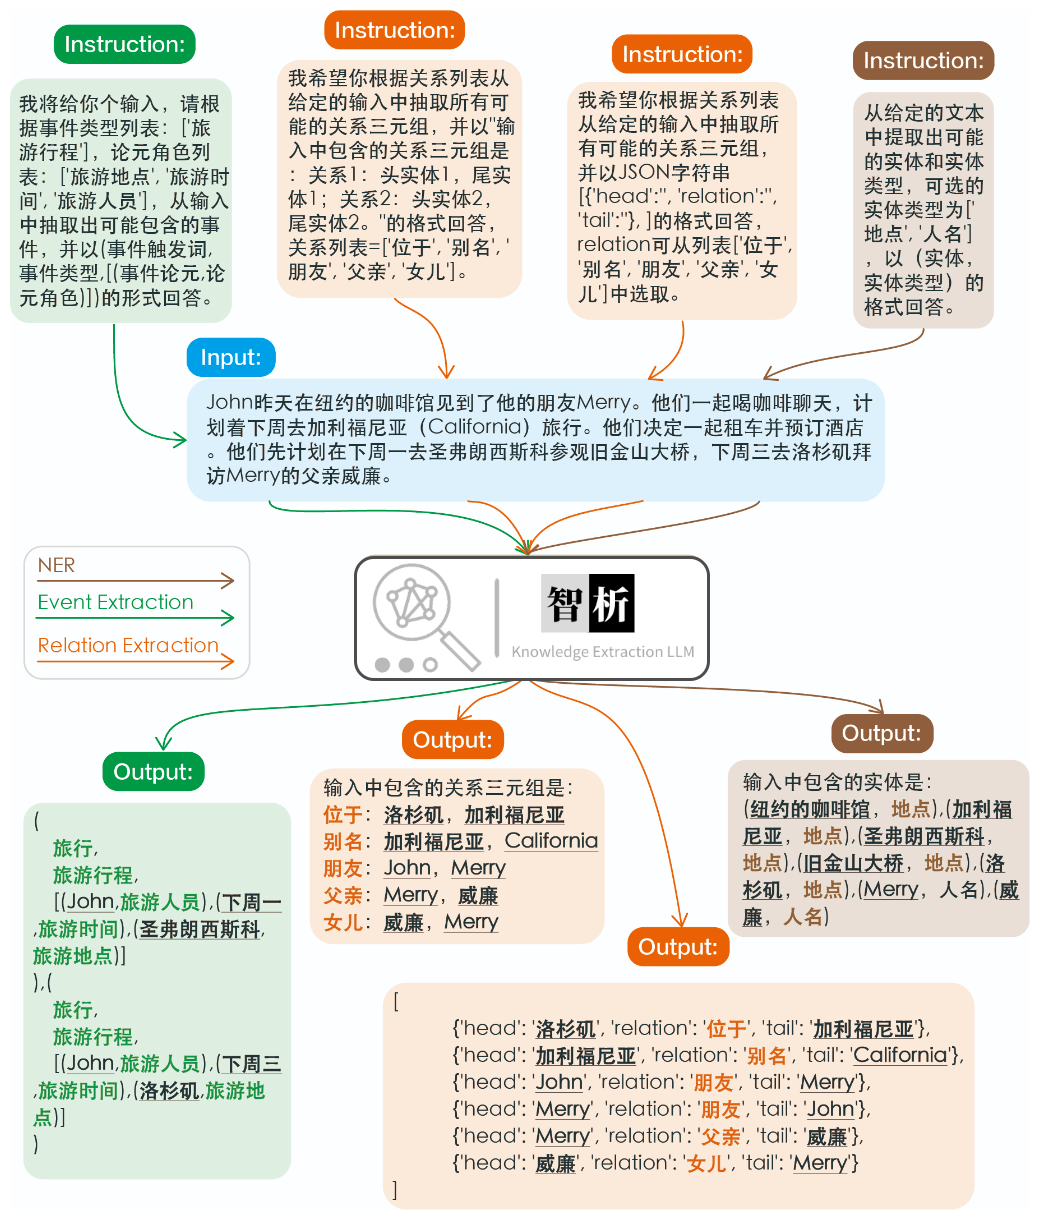 Instruction:
我将给你个输入，请根
据事件类型列表：['旅
游行程']，论元角色列
表：['旅游地点', '旅游时
间', '旅游人员']，从输入
中抽取出可能包含的事
件，并以(事件触发词,
事件类型,[(事件论元,论
元角色)])的形式回答。
Instruction:
我希望你根据关系列表从
给定的输入中抽取所有可
能的关系三元组，并以"输
入中包含的关系三元组是
：关系1：头实体1，尾实
体1；关系2：头实体2，
尾实体2。"的格式回答，
关系列表=['位于', '别名', '
朋友', '父亲', '女儿']。
Instruction:
我希望你根据关系列表
从给定的输入中抽取所
有可能的关系三元组，
并以JSON字符串
[{'head':'', 'relation':'',
'tail':''}, ]的格式回答，
relation可从列表['位于',
'别名', '朋友', '父亲', '女
儿']中选取。
Instruction:
从给定的文本
中提取出可能
的实体和实体
类型，可选的
实体类型为['
地点', '人名']
，以（实体，
实体类型）的
格式回答。
Input:
John昨天在纽约的咖啡馆见到了他的朋友Merry。他们一起喝咖啡聊天，计
划着下周去加利福尼亚（California）旅行。他们决定一起租车并预订酒店
。他们先计划在下周一去圣弗朗西斯科参观旧金山大桥，下周三去洛杉矶拜
访Merry的父亲威廉。
NER
Event Extraction
Relation Extraction
智析
Knowledge Extraction LLM
Output:
(
旅行,
旅游行程,
[(John,旅游人员),(下周一
,旅游时间),(圣弗朗西斯科,
旅游地点)]
),(
旅行,
旅游行程,
[(John,旅游人员),(下周三
,旅游时间),(洛杉矶,旅游地
点)]
)
Output:
输入中包含的关系三元组是：
位于：洛杉矶，加利福尼亚
别名：加利福尼亚，California
朋友：John，Merry
父亲：Merry，威廉
女儿：威廉，Merry
Output:
[
{'head': '洛杉矶', 'relation': '位于', 'tail': '加利福尼亚'},
{'head': '加利福尼亚', 'relation': '别名', 'tail': 'California'},
{'head': 'John', 'relation': '朋友', 'tail': 'Merry'},
{'head': 'Merry', 'relation': '朋友', 'tail': 'John'},
{'head': 'Merry', 'relation': '父亲', 'tail': '威廉'},
{'head': '威廉', 'relation': '女儿', 'tail': 'Merry'}
]
Output:
输入中包含的实体是：
(纽约的咖啡馆，地点),(加利福
尼亚，地点),(圣弗朗西斯科，
地点),(旧金山大桥，地点),(洛
杉矶，地点),(Merry，人名),(威
廉，人名)